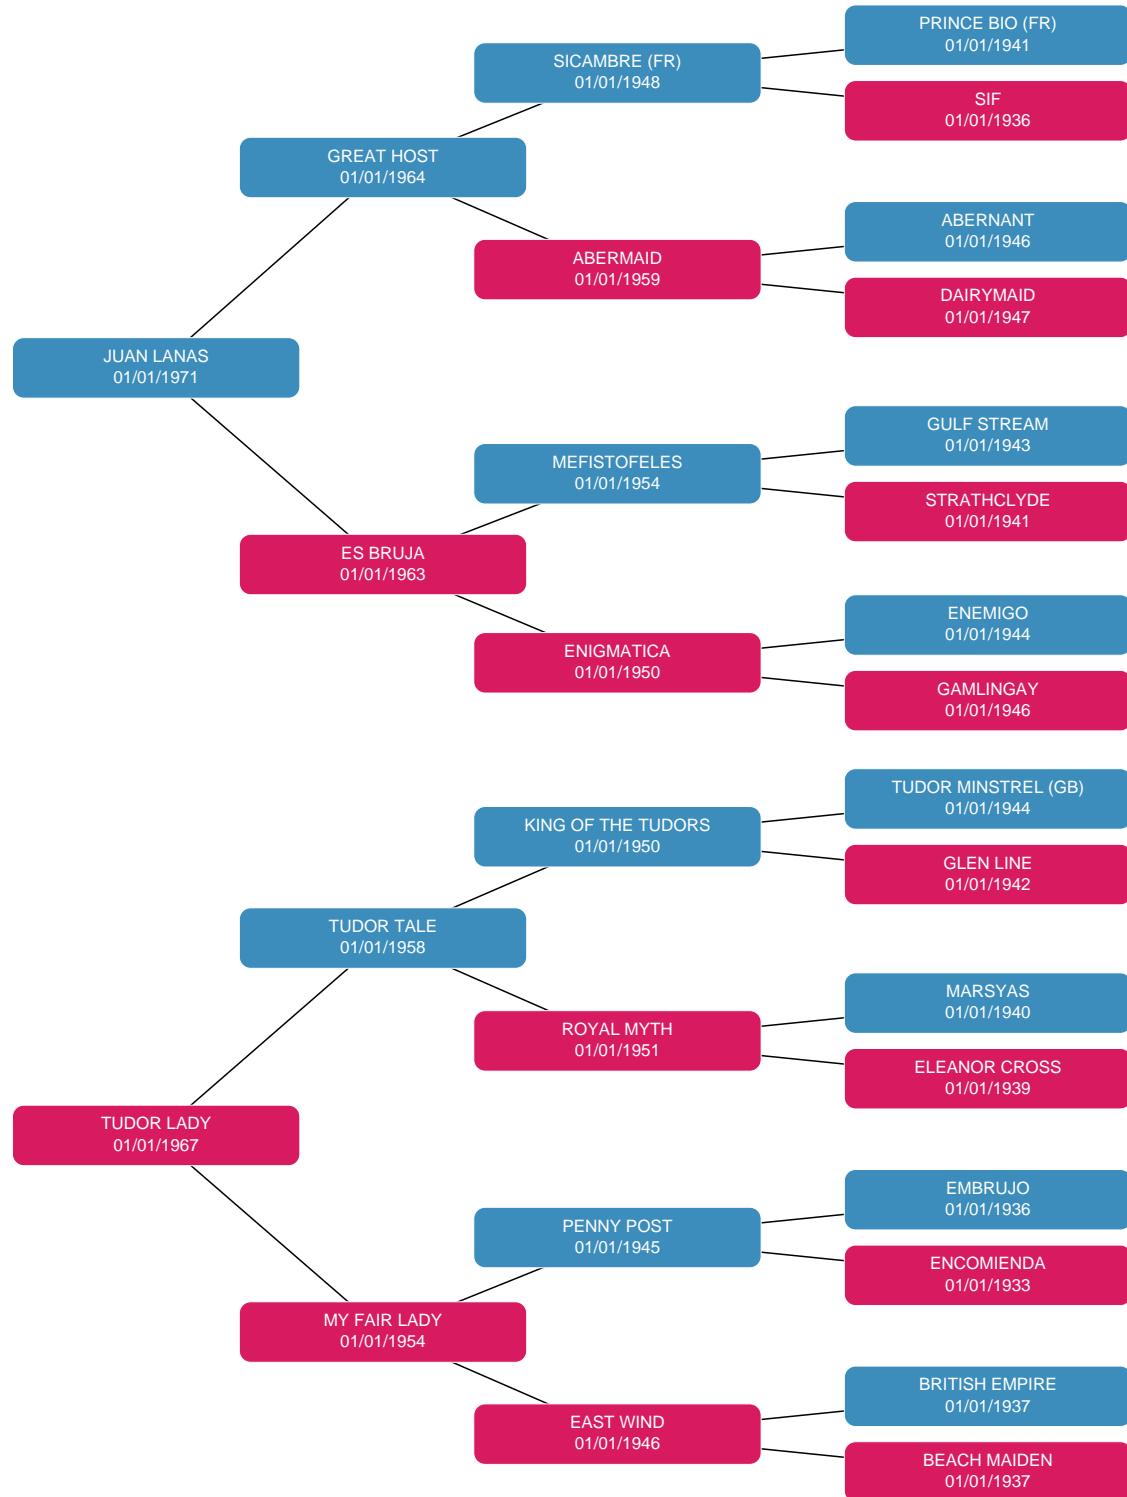 PRINCE BIO (FR)
01/01/1941
SICAMBRE (FR)
01/01/1948
SIF
01/01/1936
GREAT HOST
01/01/1964
ABERNANT
01/01/1946
ABERMAID
01/01/1959
DAIRYMAID
01/01/1947
JUAN LANAS
01/01/1971
GULF STREAM
01/01/1943
MEFISTOFELES
01/01/1954
STRATHCLYDE
01/01/1941
ES BRUJA
01/01/1963
ENEMIGO
01/01/1944
ENIGMATICA
01/01/1950
GAMLINGAY
01/01/1946
TUDOR MINSTREL (GB)
01/01/1944
KING OF THE TUDORS
01/01/1950
GLEN LINE
01/01/1942
TUDOR TALE
01/01/1958
MARSYAS
01/01/1940
ROYAL MYTH
01/01/1951
ELEANOR CROSS
01/01/1939
TUDOR LADY
01/01/1967
EMBRUJO
01/01/1936
PENNY POST
01/01/1945
ENCOMIENDA
01/01/1933
MY FAIR LADY
01/01/1954
BRITISH EMPIRE
01/01/1937
EAST WIND
01/01/1946
BEACH MAIDEN
01/01/1937